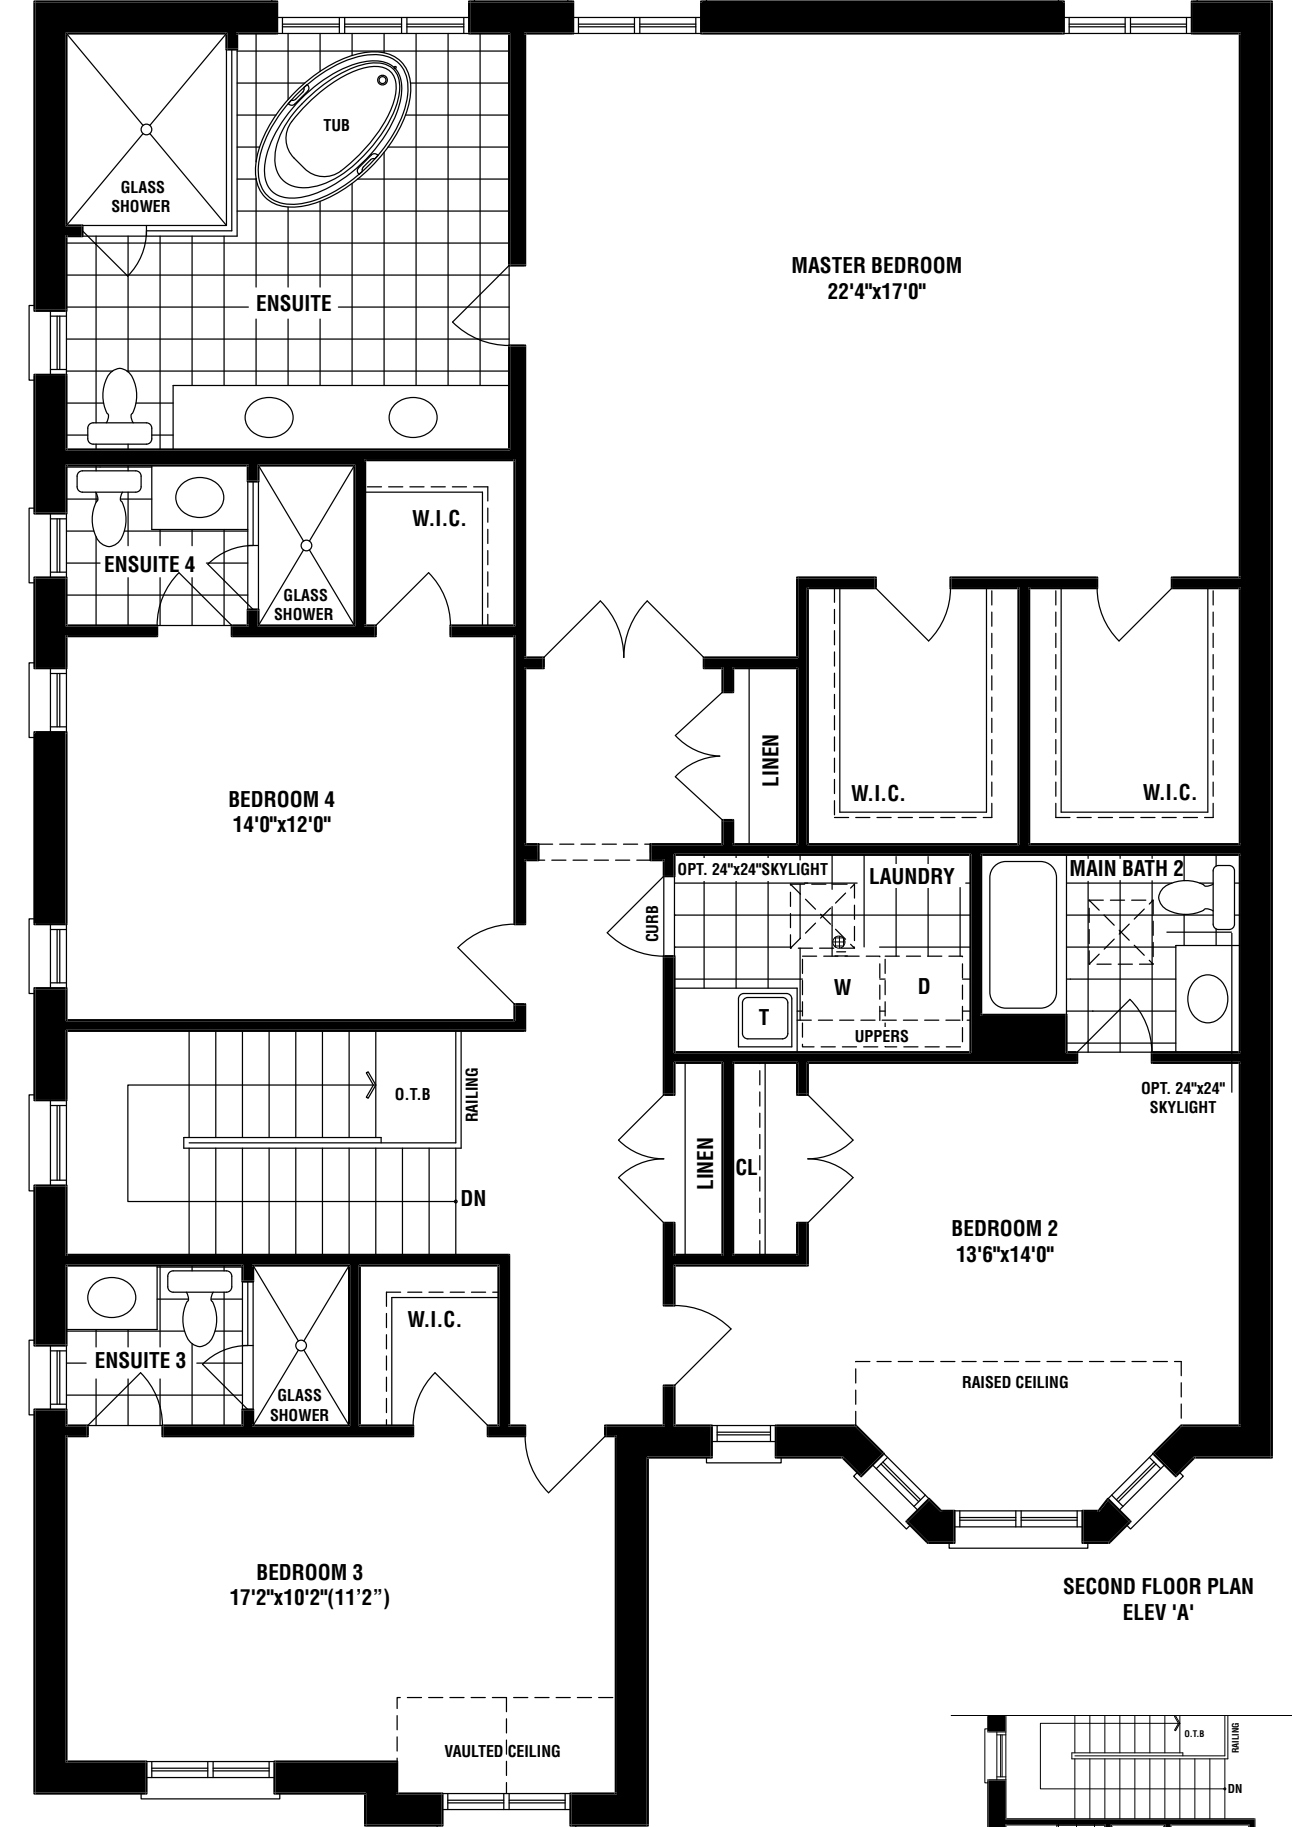 TUB
GLASS
SHOWER
ENSUITE
MASTER BEDROOM
22'4"x17'0"
W.I.C.
ENSUITE 4
GLASS
SHOWER
LINEN
W.I.C.
W.I.C.
BEDROOM 4
14'0"x12'0"
OPT. 24"x24"SKYLIGHT
LAUNDRY
MAIN BATH 2
CURB
W
D
T
UPPERS
O.T.B
RAILING
DN
OPT. 24"x24"
SKYLIGHT
LINEN
CL
BEDROOM 2
13'6"x14'0"
W.I.C.
ENSUITE 3
GLASS
SHOWER
RAISED CEILING
BEDROOM 3
17'2"x10'2"(11’2”)
SECOND FLOOR PLAN
ELEV 'A'
VAULTED CEILING
O.T.B
RAILING
DN